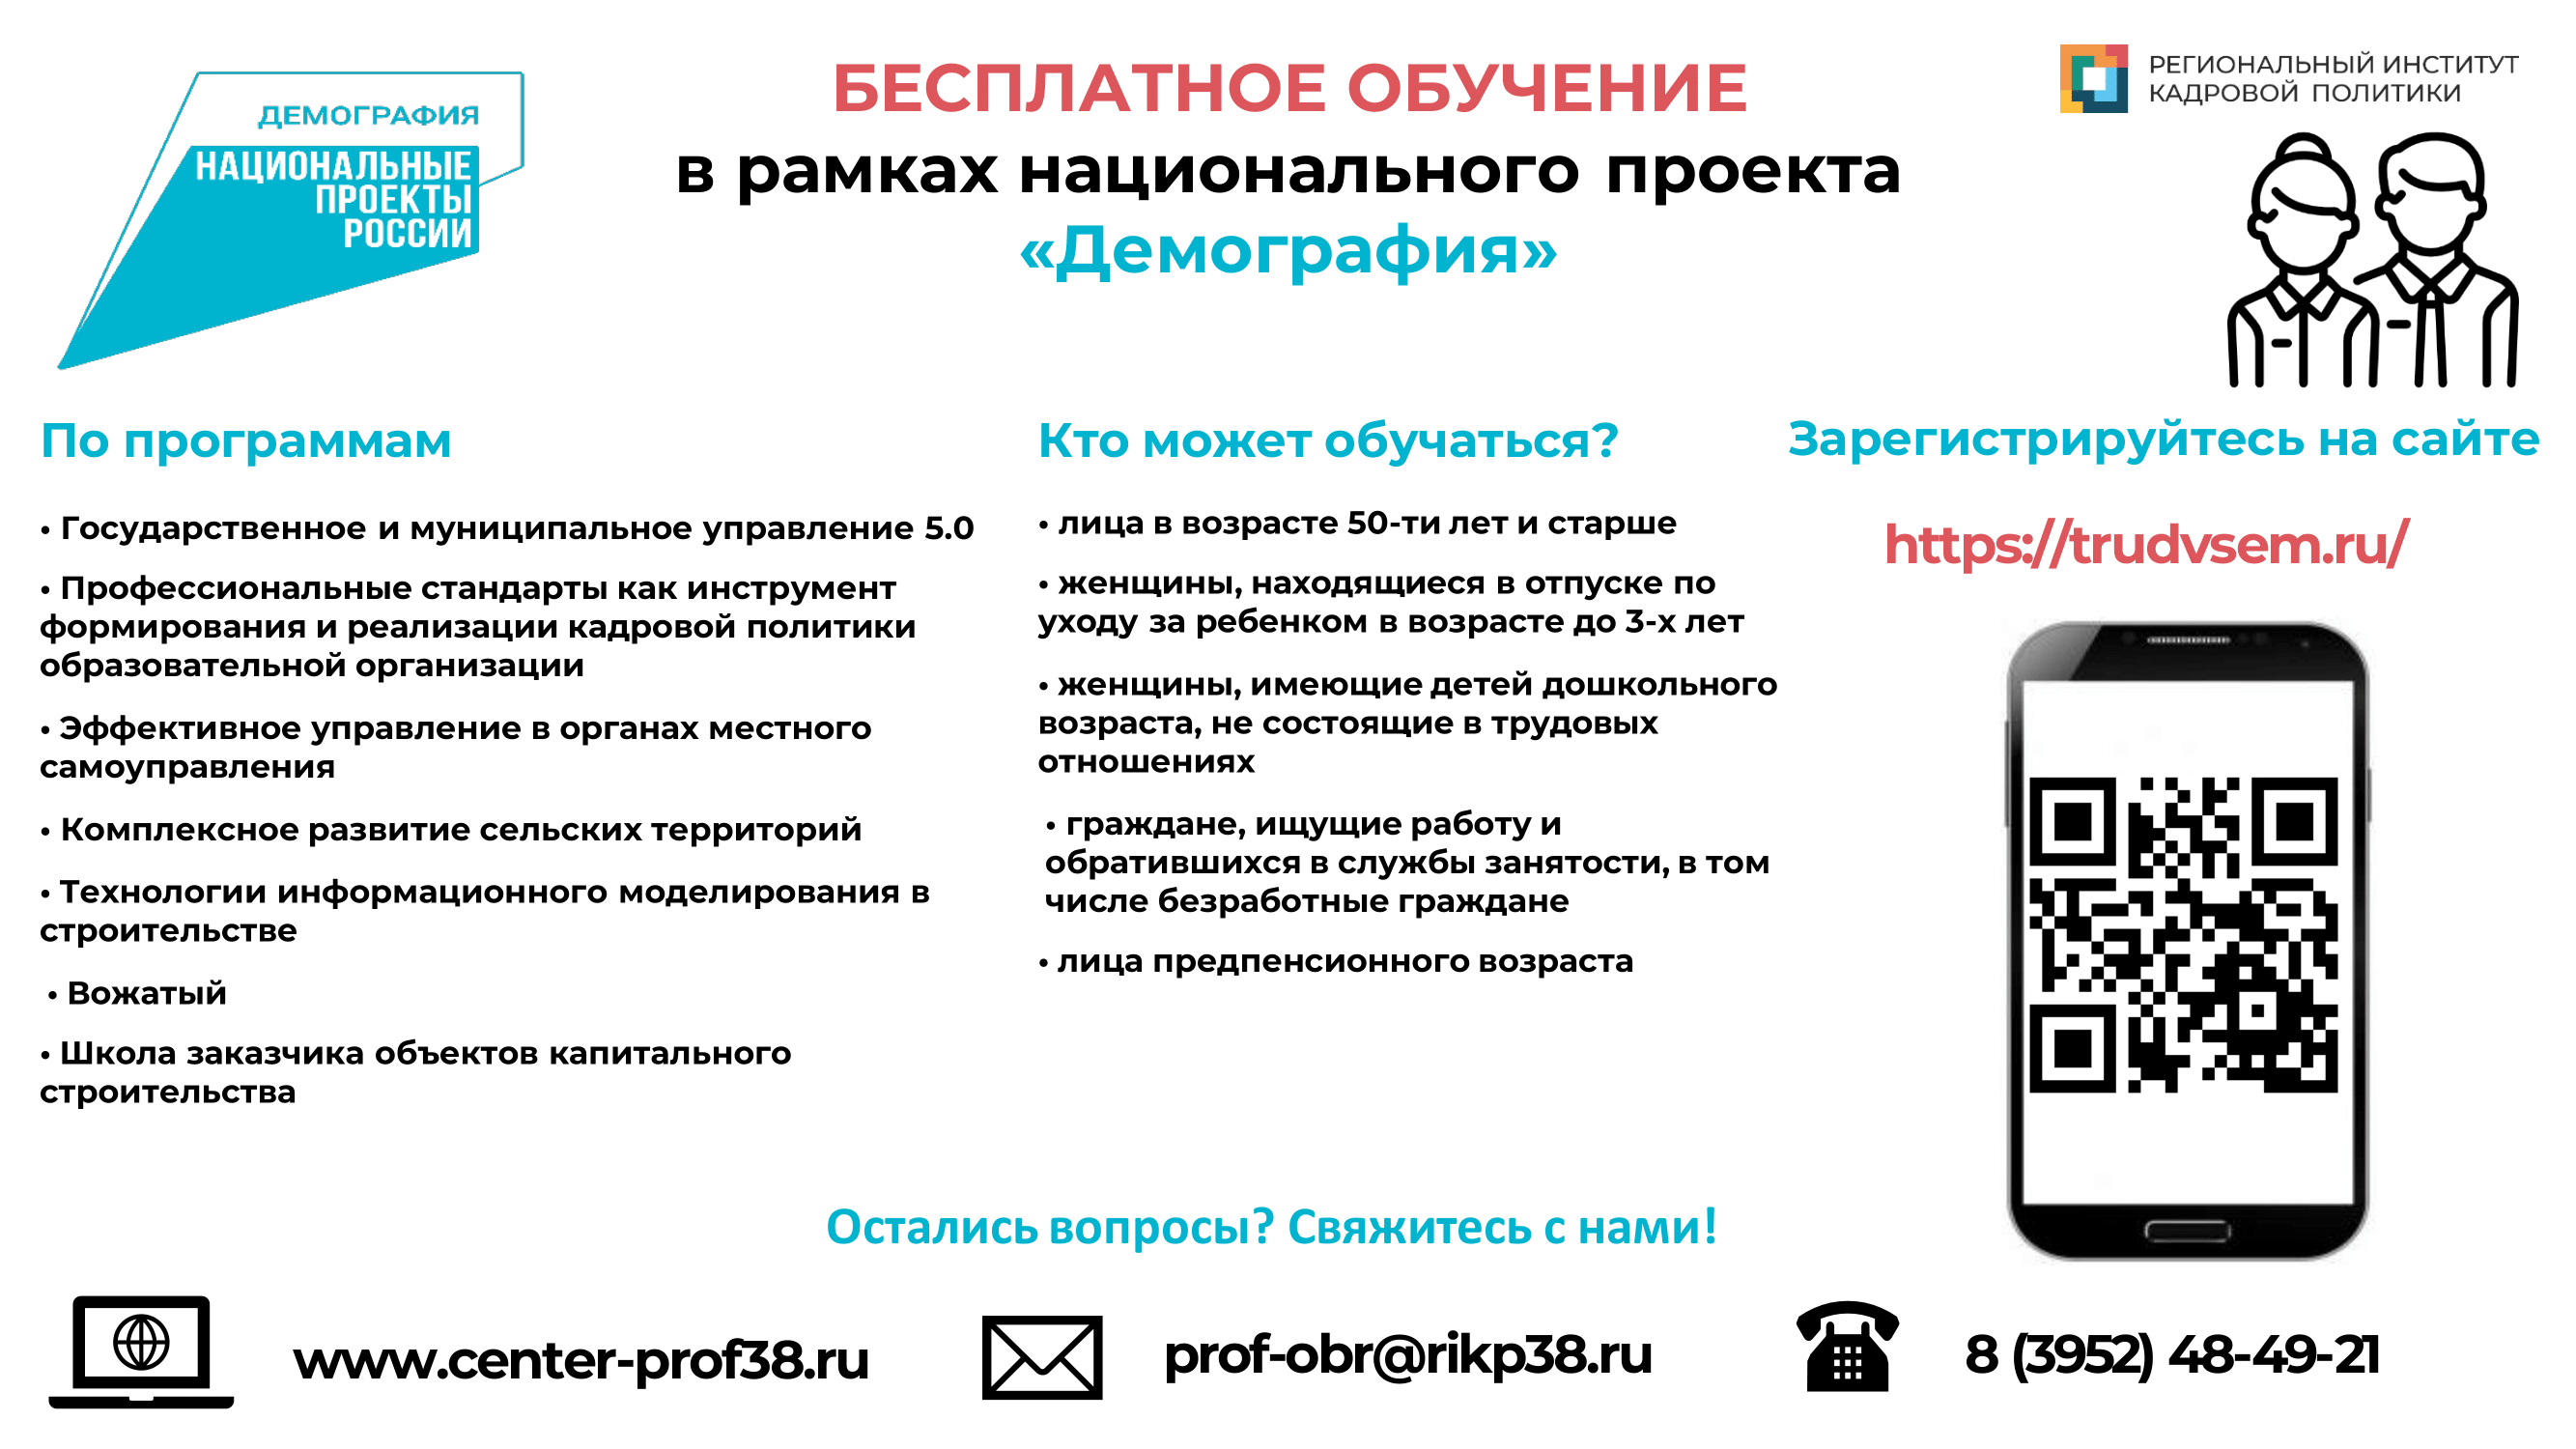 ДЕМОГРАФИЯ
НАЦИОНАЛЬНЫЕ
ПРОЕКТЫ
РОССИИ
БЕСПЛАТНОЕ ОБУЧЕНИЕ
в рамках национального проекта
«Демография»
РЕГИОНАЛЬНЫЙ ИНСТИТУТ
КАДРОВОЙ ПОЛИТИКИ
По программам
• Государственное и муниципальное управление 5.0
• Профессиональные стандарты как инструмент
формирования и реализации кадровой политики
образовательной организации
• Эффективное управление в органах местного
самоуправления
• Комплексное развитие сельских территорий
• Технологии информационного моделирования в
строительстве
• Вожатый
• Школа заказчика объектов капитального
строительства
Кто может обучаться?
• лица в возрасте 50-ти лет и старше
• женщины, находящиеся в отпуске по
уходу за ребенком в возрасте до 3-х лет
• женщины, имеющие детей дошкольного
возраста, не состоящие в трудовых
отношениях
• граждане, ищущие работу и
обратившихся в службы занятости, в том
числе безработные граждане
• лица предпенсионного возраста
Зарегистрируйтесь на сайте
https://trudvsem.ru/
Остались вопросы? Свяжитесь с нами!
www.center-prof38.ru
prof-obr@rikp38.ru
8 (3952) 48-49-21